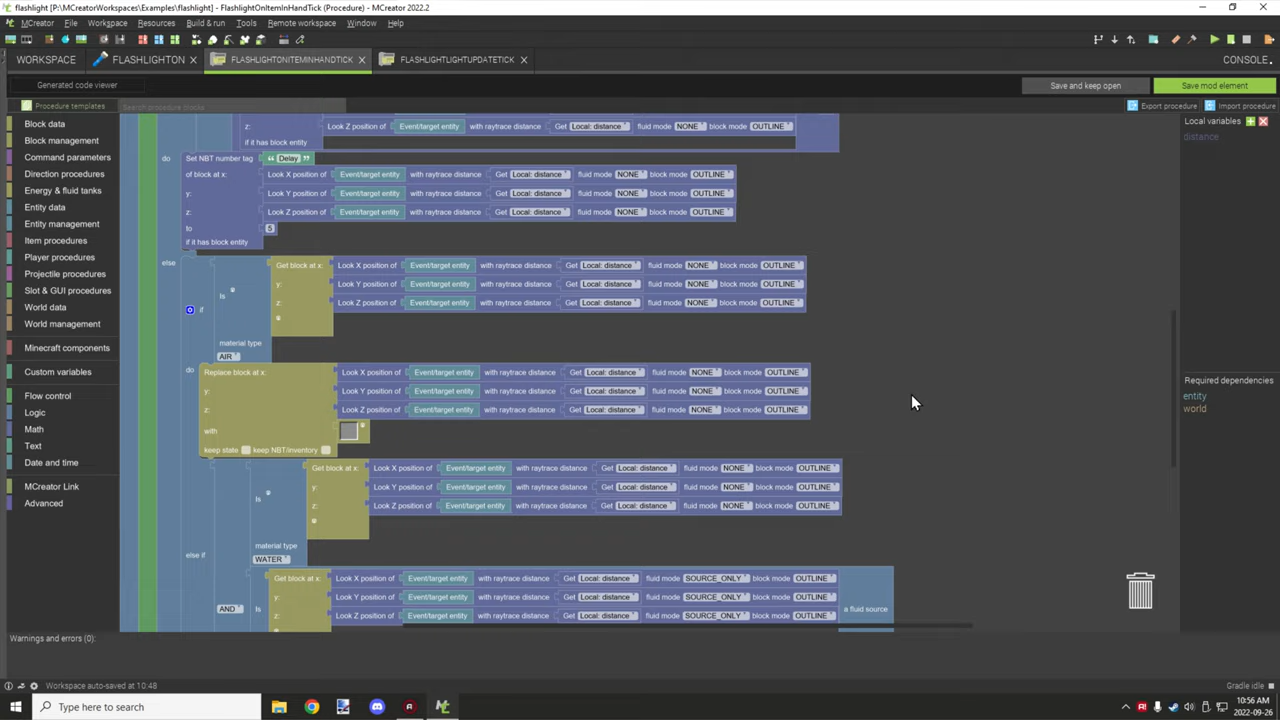 flashlight [P:\MCreatorWorkspaces\Examples\flashlight] - FlashlightOnItemInHandTick (Procedure) - MCreator 2022.2
MCreator File Resources Build & run Tools Remote workspace Window Help
WORKSPACE FLASHLIGHTON FLASHLIGHTONITEMINHANDTICK FLASHLIGHTLIGHTUPDATETICK CONSOLE
Generated code viewer Save and keep open Save mod element
Procedure templates Search procedure blocks Export procedure Import procedure
Block data
Block management
Command parameters
Direction procedures
Energy & fluid tanks
Entity data
Entity management
Item procedures
Player procedures
Projectile procedures
Slot & GUI procedures
World data
World management
Minecraft components
Custom variables
Flow control
Logic
Math
Text
Date and time
MCreator Link
Advanced
z: Look Z position of Event/target entity with raytrace distance Get Local: distance fluid mode NONE block mode OUTLINE
if it has block entity
do Set NBT number tag “ Delay ”
of block at x: Look X position of Event/target entity with raytrace distance Get Local: distance fluid mode NONE block mode OUTLINE
y: Look Y position of Event/target entity with raytrace distance Get Local: distance fluid mode NONE block mode OUTLINE
z: Look Z position of Event/target entity with raytrace distance Get Local: distance fluid mode NONE block mode OUTLINE
to 5
if it has block entity
else Get block at x: Look X position of Event/target entity with raytrace distance Get Local: distance fluid mode NONE block mode OUTLINE
y: Look Y position of Event/target entity with raytrace distance Get Local: distance fluid mode NONE block mode OUTLINE
Is
z: Look Z position of Event/target entity with raytrace distance Get Local: distance fluid mode NONE block mode OUTLINE
if
material type
AIR
do Replace block at x: Look X position of Event/target entity with raytrace distance Get Local: distance fluid mode NONE block mode OUTLINE
y: Look Y position of Event/target entity with raytrace distance Get Local: distance fluid mode NONE block mode OUTLINE
z: Look Z position of Event/target entity with raytrace distance Get Local: distance fluid mode NONE block mode OUTLINE
with
keep state keep NBT/inventory
Get block at x: Look X position of Event/target entity with raytrace distance Get Local: distance fluid mode NONE block mode OUTLINE
y: Look Y position of Event/target entity with raytrace distance Get Local: distance fluid mode NONE block mode OUTLINE
Is
z: Look Z position of Event/target entity with raytrace distance Get Local: distance fluid mode NONE block mode OUTLINE
material type
else if
WATER
Get block at x: Look X position of Event/target entity with raytrace distance Get Local: distance fluid mode SOURCE_ONLY block mode OUTLINE
y: Look Y position of Event/target entity with raytrace distance Get Local: distance fluid mode SOURCE_ONLY block mode OUTLINE
AND Is a fluid source
z: Look Z position of Event/target entity with raytrace distance Get Local: distance fluid mode SOURCE_ONLY block mode OUTLINE
Local variables
distance
Required dependencies
entity
world
Warnings and errors (0):
Workspace auto-saved at 10:48 Gradle idle
Type here to search
10:56 AM
2022-09-26